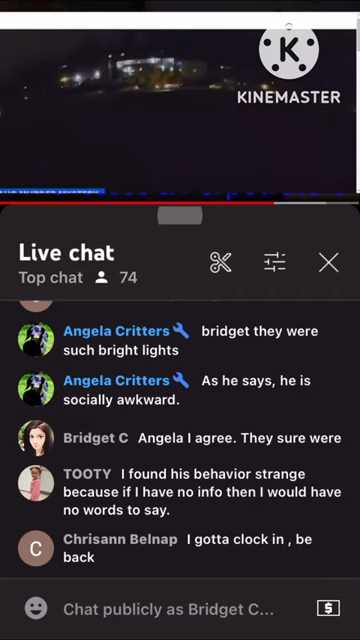 KINEMASTER
Live chat
Top chat 74
Angela Critters bridget they were
such bright lights
Angela Critters As he says, he is
socially awkward.
Bridget C Angela I agree. They sure were
TOOTY I found his behavior strange
because if I have no info then I would have
no words to say.
Chrisann Belnap I gotta clock in , be
back
C
Chat publicly as Bridget C...